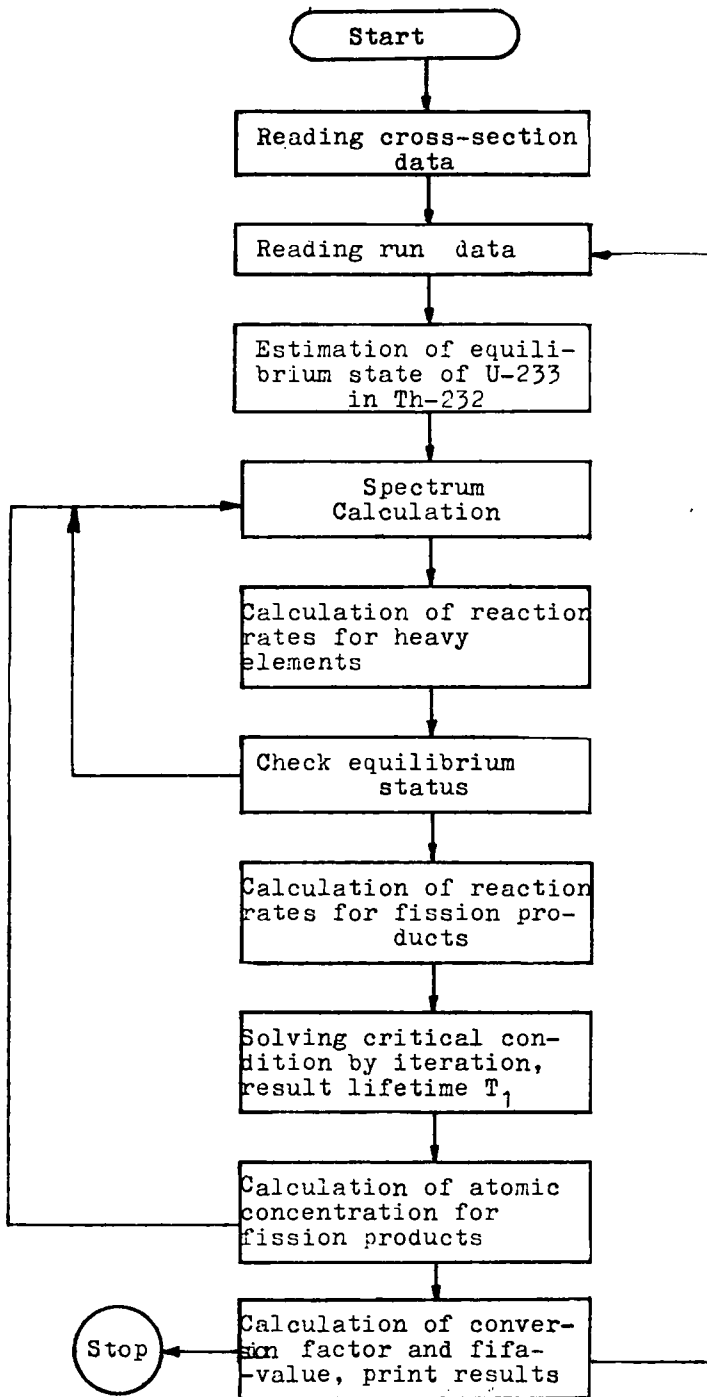 Start
Reading cross-section
data
Reading run data
Estimation of equili-
brium state of U-233
in Th-232
Spectrum
Calculation
Calculation of reaction
rates for heavy
elements
Check equilibrium
status
Calculation of reaction
rates for fission pro-
ducts
Solving critical con-
dition by iteration,
result lifetime T₁
Calculation of atomic
concentration for
fission products
Stop
Calculation of conver-
sion factor and fifa-
-value, print results